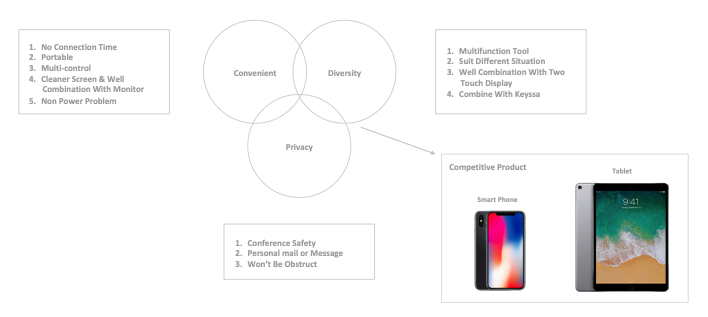 1. No Connection Time
2. Portable
3. Multi-control
4. Cleaner Screen & Well
Combination With Monitor
5. Non Power Problem
Convenient
Diversity
Privacy
1. Multifunction Tool
2. Suit Different Situation
3. Well Combination With Two
Touch Display
4. Combine With Keyssa
1. Conference Safety
2. Personal mail or Message
3. Won't Be Obstruct
Competitive Product
Smart Phone
Tablet
9:41